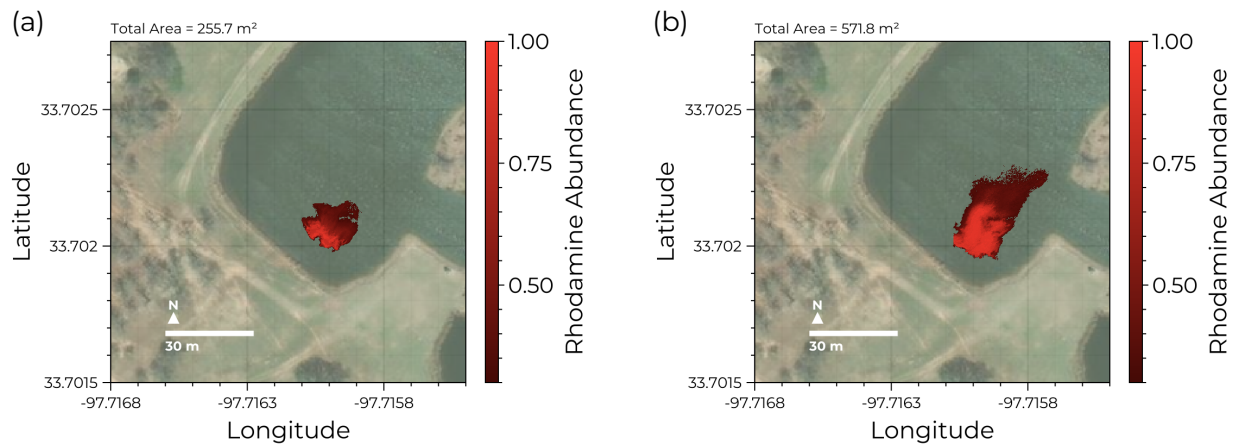 (a)
Total Area = 255.7 m²
Latitude
33.7025
33.702
33.7015
-97.7168
-97.7163
-97.7158
Longitude
N
30 m
1.00
0.75
0.50
Rhodamine Abundance
(b)
Total Area = 571.8 m²
Latitude
33.7025
33.702
33.7015
-97.7168
-97.7163
-97.7158
Longitude
N
30 m
1.00
0.75
0.50
Rhodamine Abundance